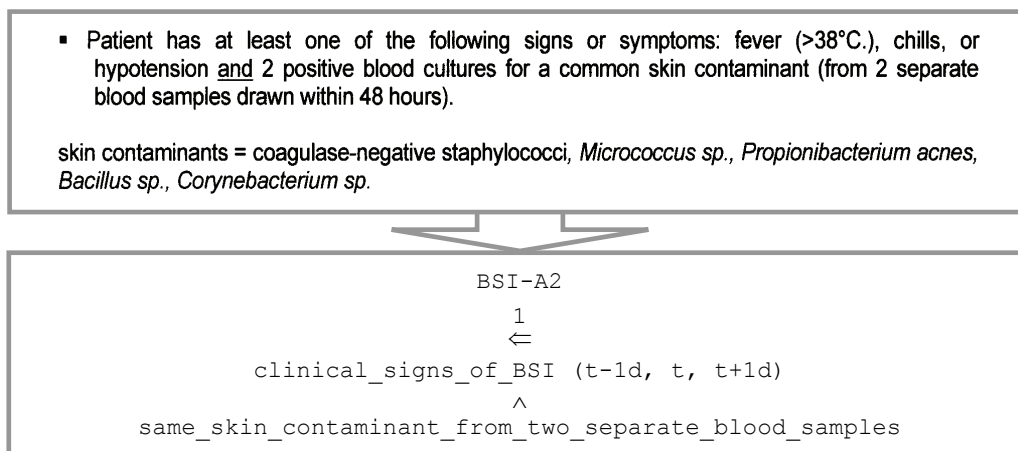 ▪ Patient has at least one of the following signs or symptoms: fever (>38°C.), chills, or
hypotension and 2 positive blood cultures for a common skin contaminant (from 2 separate
blood samples drawn within 48 hours).
skin contaminants = coagulase-negative staphylococci, Micrococcus sp., Propionibacterium acnes,
Bacillus sp., Corynebacterium sp.
BSI-A2
1
⇐
clinical_signs_of_BSI (t-1d, t, t+1d)
∧
same_skin_contaminant_from_two_separate_blood_samples